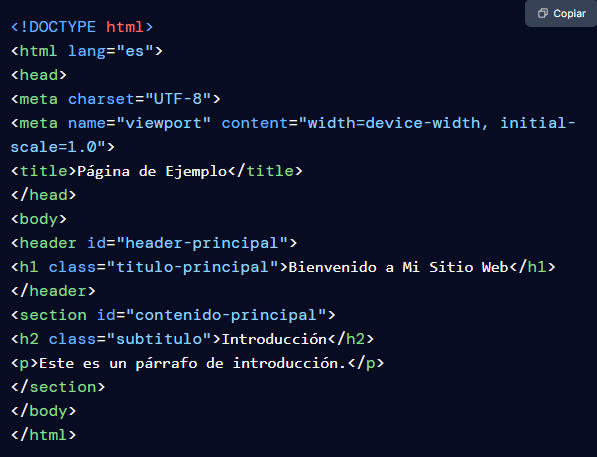 Copiar
<!DOCTYPE html>
<html lang="es">
<head>
<meta charset="UTF-8">
<meta name="viewport" content="width=device-width, initial-
scale=1.0">
<title>Página de Ejemplo</title>
</head>
<body>
<header id="header-principal">
<h1 class="titulo-principal">Bienvenido a Mi Sitio Web</h1>
</header>
<section id="contenido-principal">
<h2 class="subtitulo">Introducción</h2>
<p>Este es un párrafo de introducción.</p>
</section>
</body>
</html>